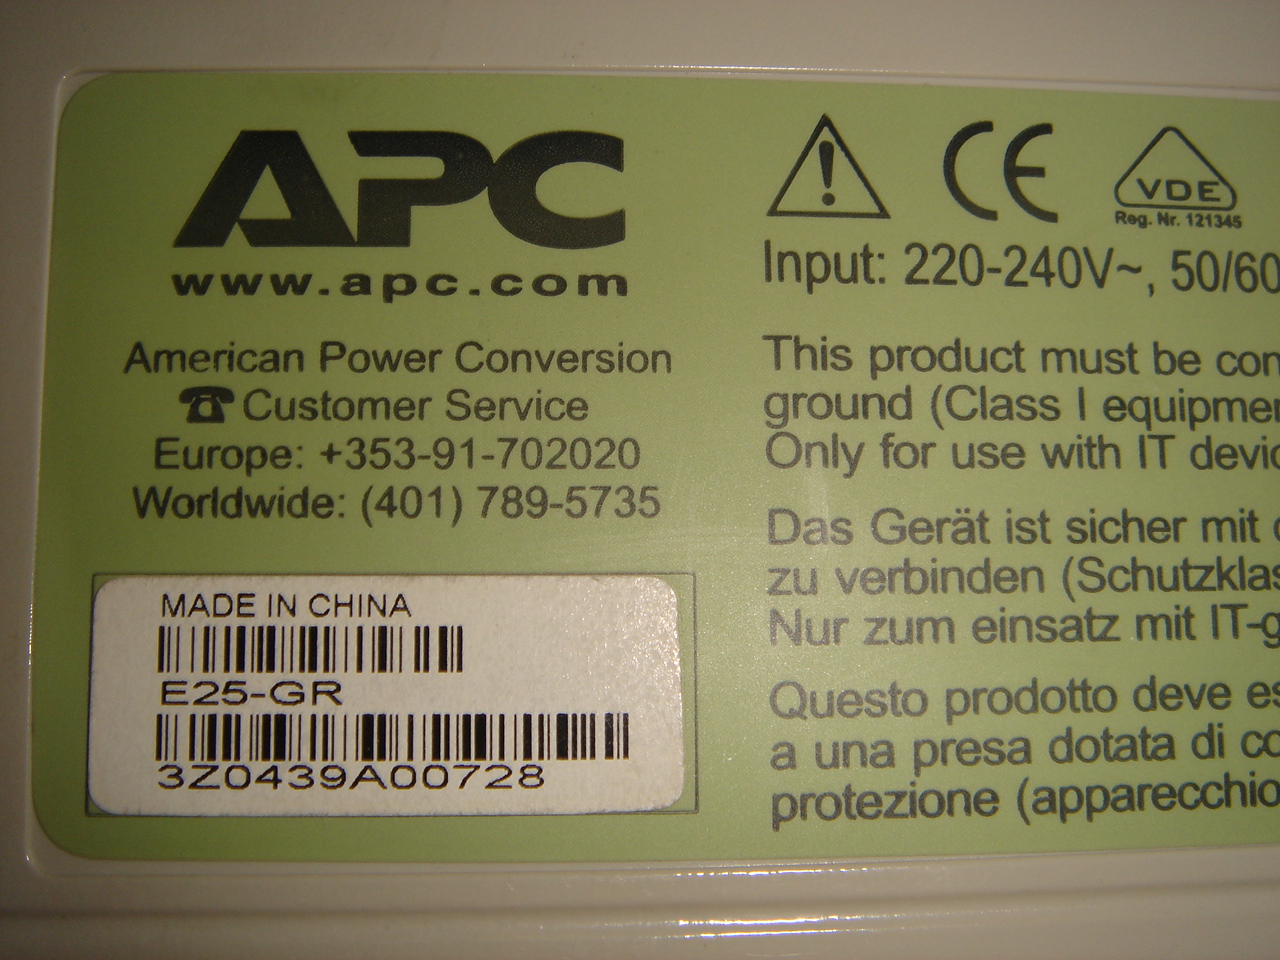 APC
www.apc.com
American Power Conversion
Customer Service
Europe: +353-91-702020
Worldwide: (401) 789-5735
MADE IN CHINA
E25-GR
3Z0439A00728
CE
VDE
Reg. Nr. 121345
Input: 220-240V~, 50/60
This product must be con
ground (Class I equipmen
Only for use with IT devic
Das Gerät ist sicher mit
zu verbinden (Schutzklas
Nur zum einsatz mit IT-g
Questo prodotto deve es
a una presa dotata di co
protezione (apparecchio